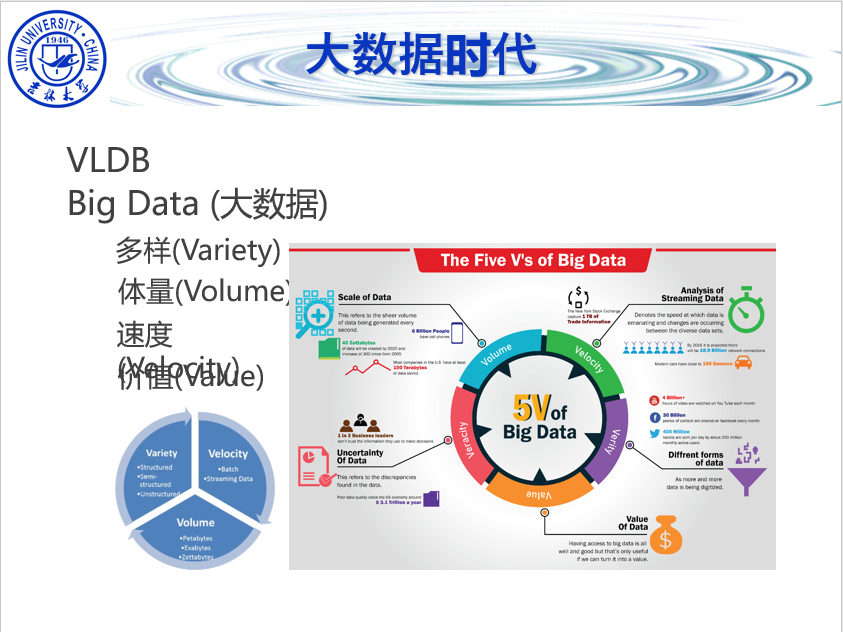 JILIN UNIVERSITY · CHINA
1946
吉林大学
大数据时代
VLDB
Big Data (大数据)
多样(Variety)
体量(Volume)
速度
(Velocity)
价值(Value)
Variety
•Structured
•Semi-
structured
•Unstructured
Velocity
•Batch
•Streaming Data
Volume
•Petabytes
•Exabytes
•Zettabytes
The Five V's of Big Data
Scale of Data
This refers to the sheer volume
of data being generated every
second.
6 Billion People
have cell phones
40 Zettabytes
of data will be created by 2020 and
increase of 300 times from 2005
Most companies in the U.S. have at least
100 Terabytes
of data stored.
The New York Stock Exchange
capture 1 TB of
Trade Information
Analysis of
Streaming Data
Denotes the speed at which data is
emanating and changes are occurring
between the diverse data sets.
By 2016 it is projected there
will be 18.9 Billion network connections
Modern cars have close to 100 Sensors
Volume
Velocity
Verity
Value
Veracity
5V of
Big Data
1 in 3 Business leaders
don't trust the information they use to make decisions
Uncertainty
Of Data
This refers to the discrepancies
found in the data.
Poor data quality costs the US economy around
$ 3.1 Trillion a year
4 Billion+
hours of video are watched on You Tube each month
30 Billion
pieces of content are shared on facebook every month
400 Million
tweets are sent per day by about 200 million
monthly active users
Diffrent forms
of data
As more and more
data is being digitized.
Value
Of Data
Having access to big data is all
well and good but that's only useful
if we can turn it into a value.